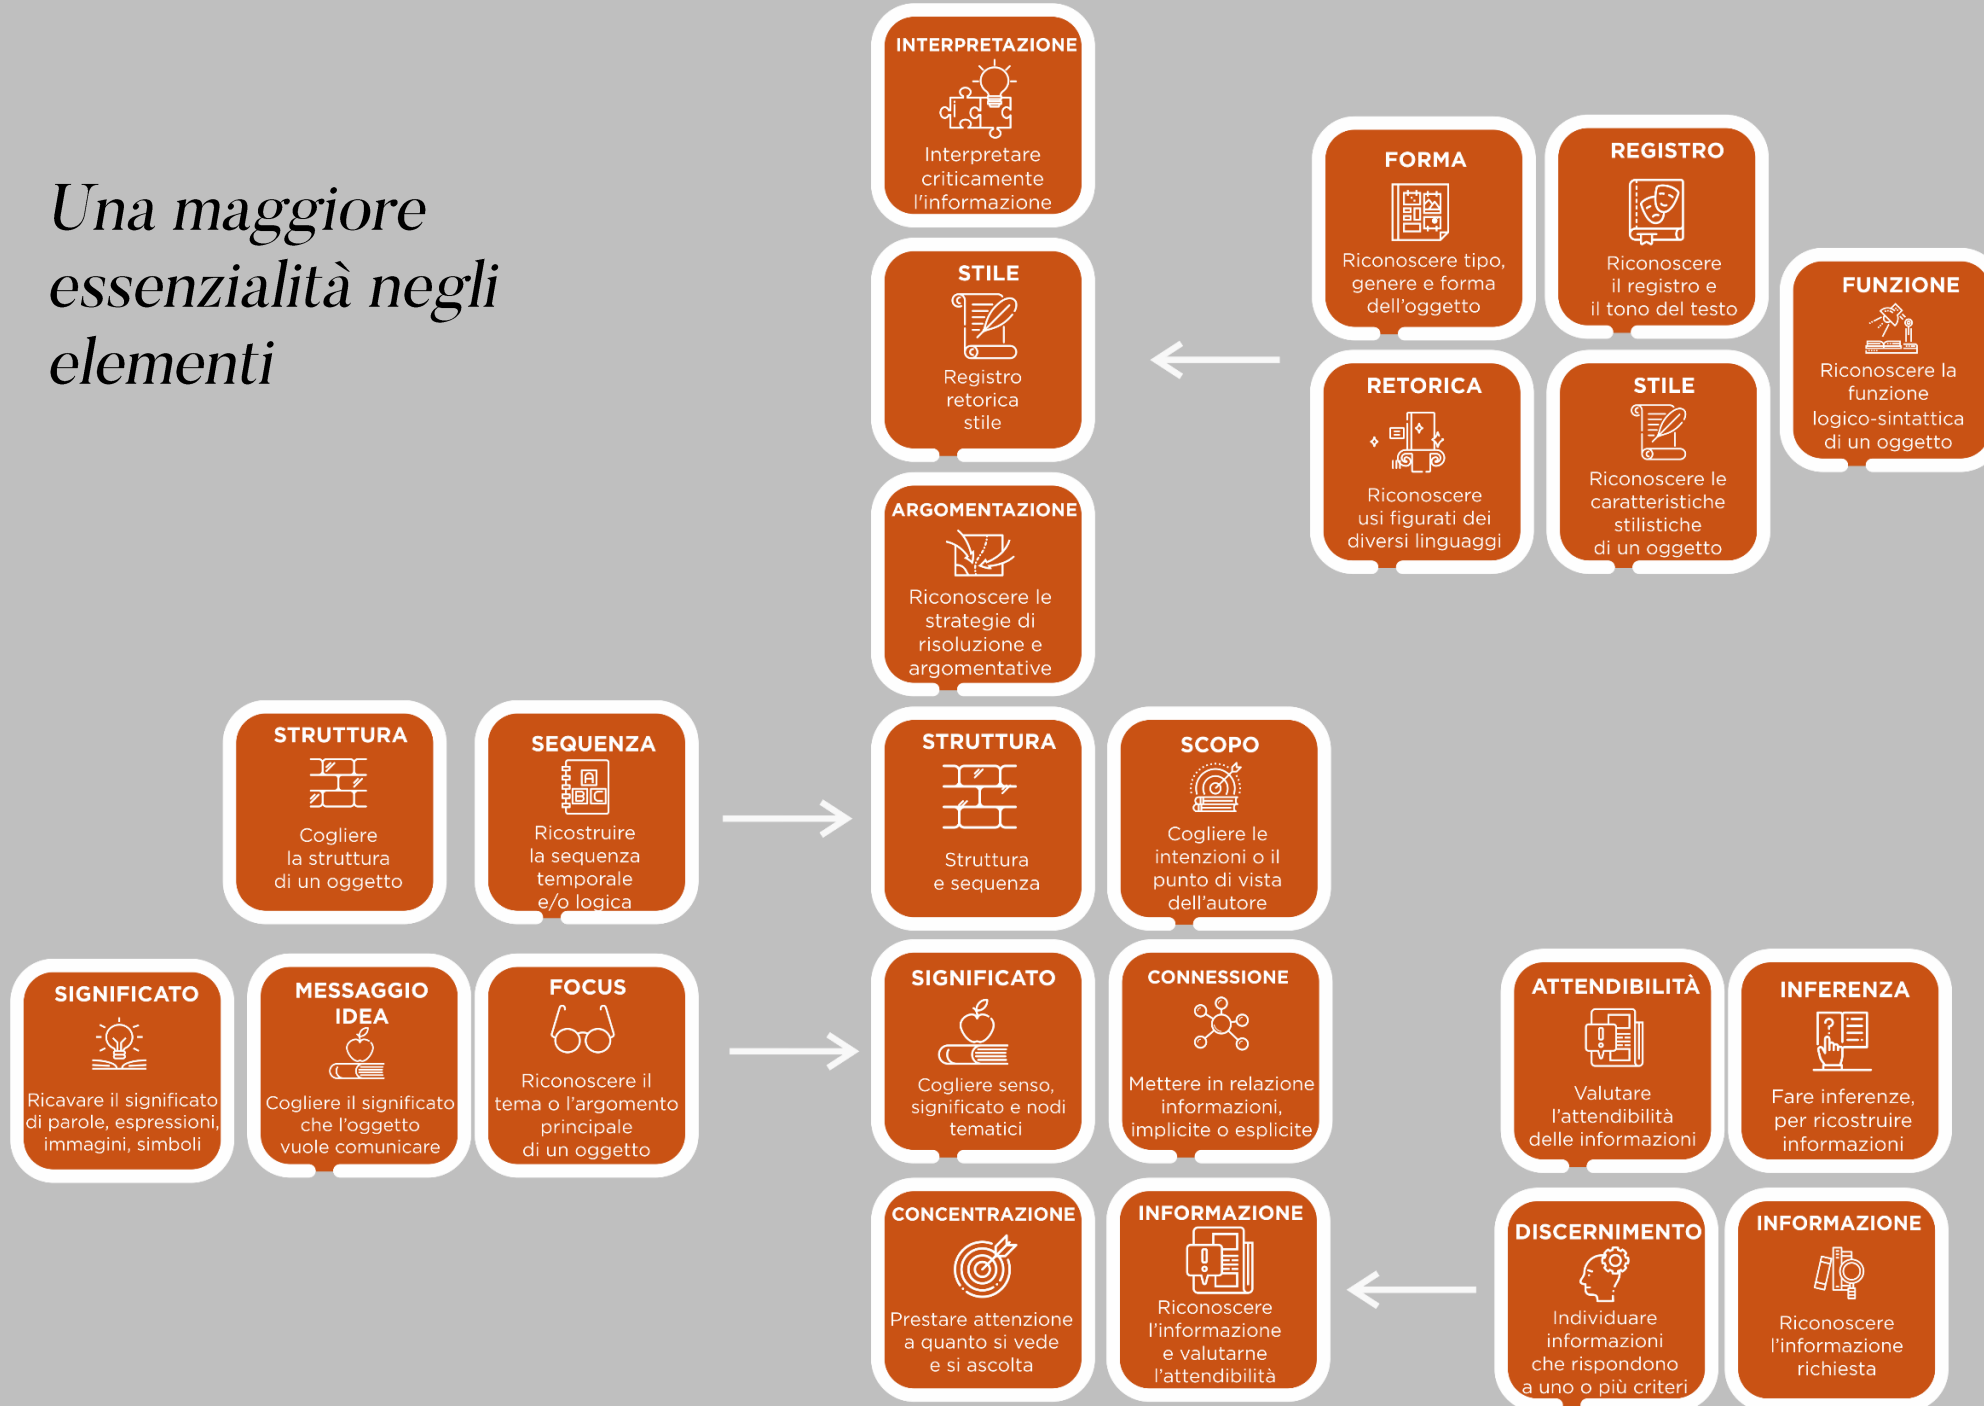 Una maggiore
essenzialità negli
elementi
INTERPRETAZIONE
Interpretare
criticamente
l'informazione
STILE
Registro
retorica
stile
ARGOMENTAZIONE
Riconoscere le
strategie di
risoluzione e
argomentative
FORMA
Riconoscere tipo,
genere e forma
dell'oggetto
REGISTRO
Riconoscere
il registro e
il tono del testo
FUNZIONE
Riconoscere la
funzione
logico-sintattica
di un oggetto
RETORICA
Riconoscere
usi figurati dei
diversi linguaggi
STILE
Riconoscere le
caratteristiche
stilistiche
di un oggetto
STRUTTURA
Cogliere
la struttura
di un oggetto
SEQUENZA
A
BC
Ricostruire
la sequenza
temporale
e/o logica
STRUTTURA
Struttura
e sequenza
SCOPO
Cogliere le
intenzioni o il
punto di vista
dell'autore
SIGNIFICATO
Ricavare il significato
di parole, espressioni,
immagini, simboli
MESSAGGIO
IDEA
Cogliere il significato
che l'oggetto
vuole comunicare
FOCUS
Riconoscere il
tema o l'argomento
principale
di un oggetto
SIGNIFICATO
Cogliere senso,
significato e nodi
tematici
CONNESSIONE
Mettere in relazione
informazioni,
implicite o esplicite
ATTENDIBILITÀ
Valutare
l'attendibilità
delle informazioni
INFERENZA
?
Fare inferenze,
per ricostruire
informazioni
CONCENTRAZIONE
Prestare attenzione
a quanto si vede
e si ascolta
INFORMAZIONE
Riconoscere
l'informazione
e valutarne
l'attendibilità
DISCERNIMENTO
Individuare
informazioni
che rispondono
a uno o più criteri
INFORMAZIONE
Riconoscere
l'informazione
richiesta